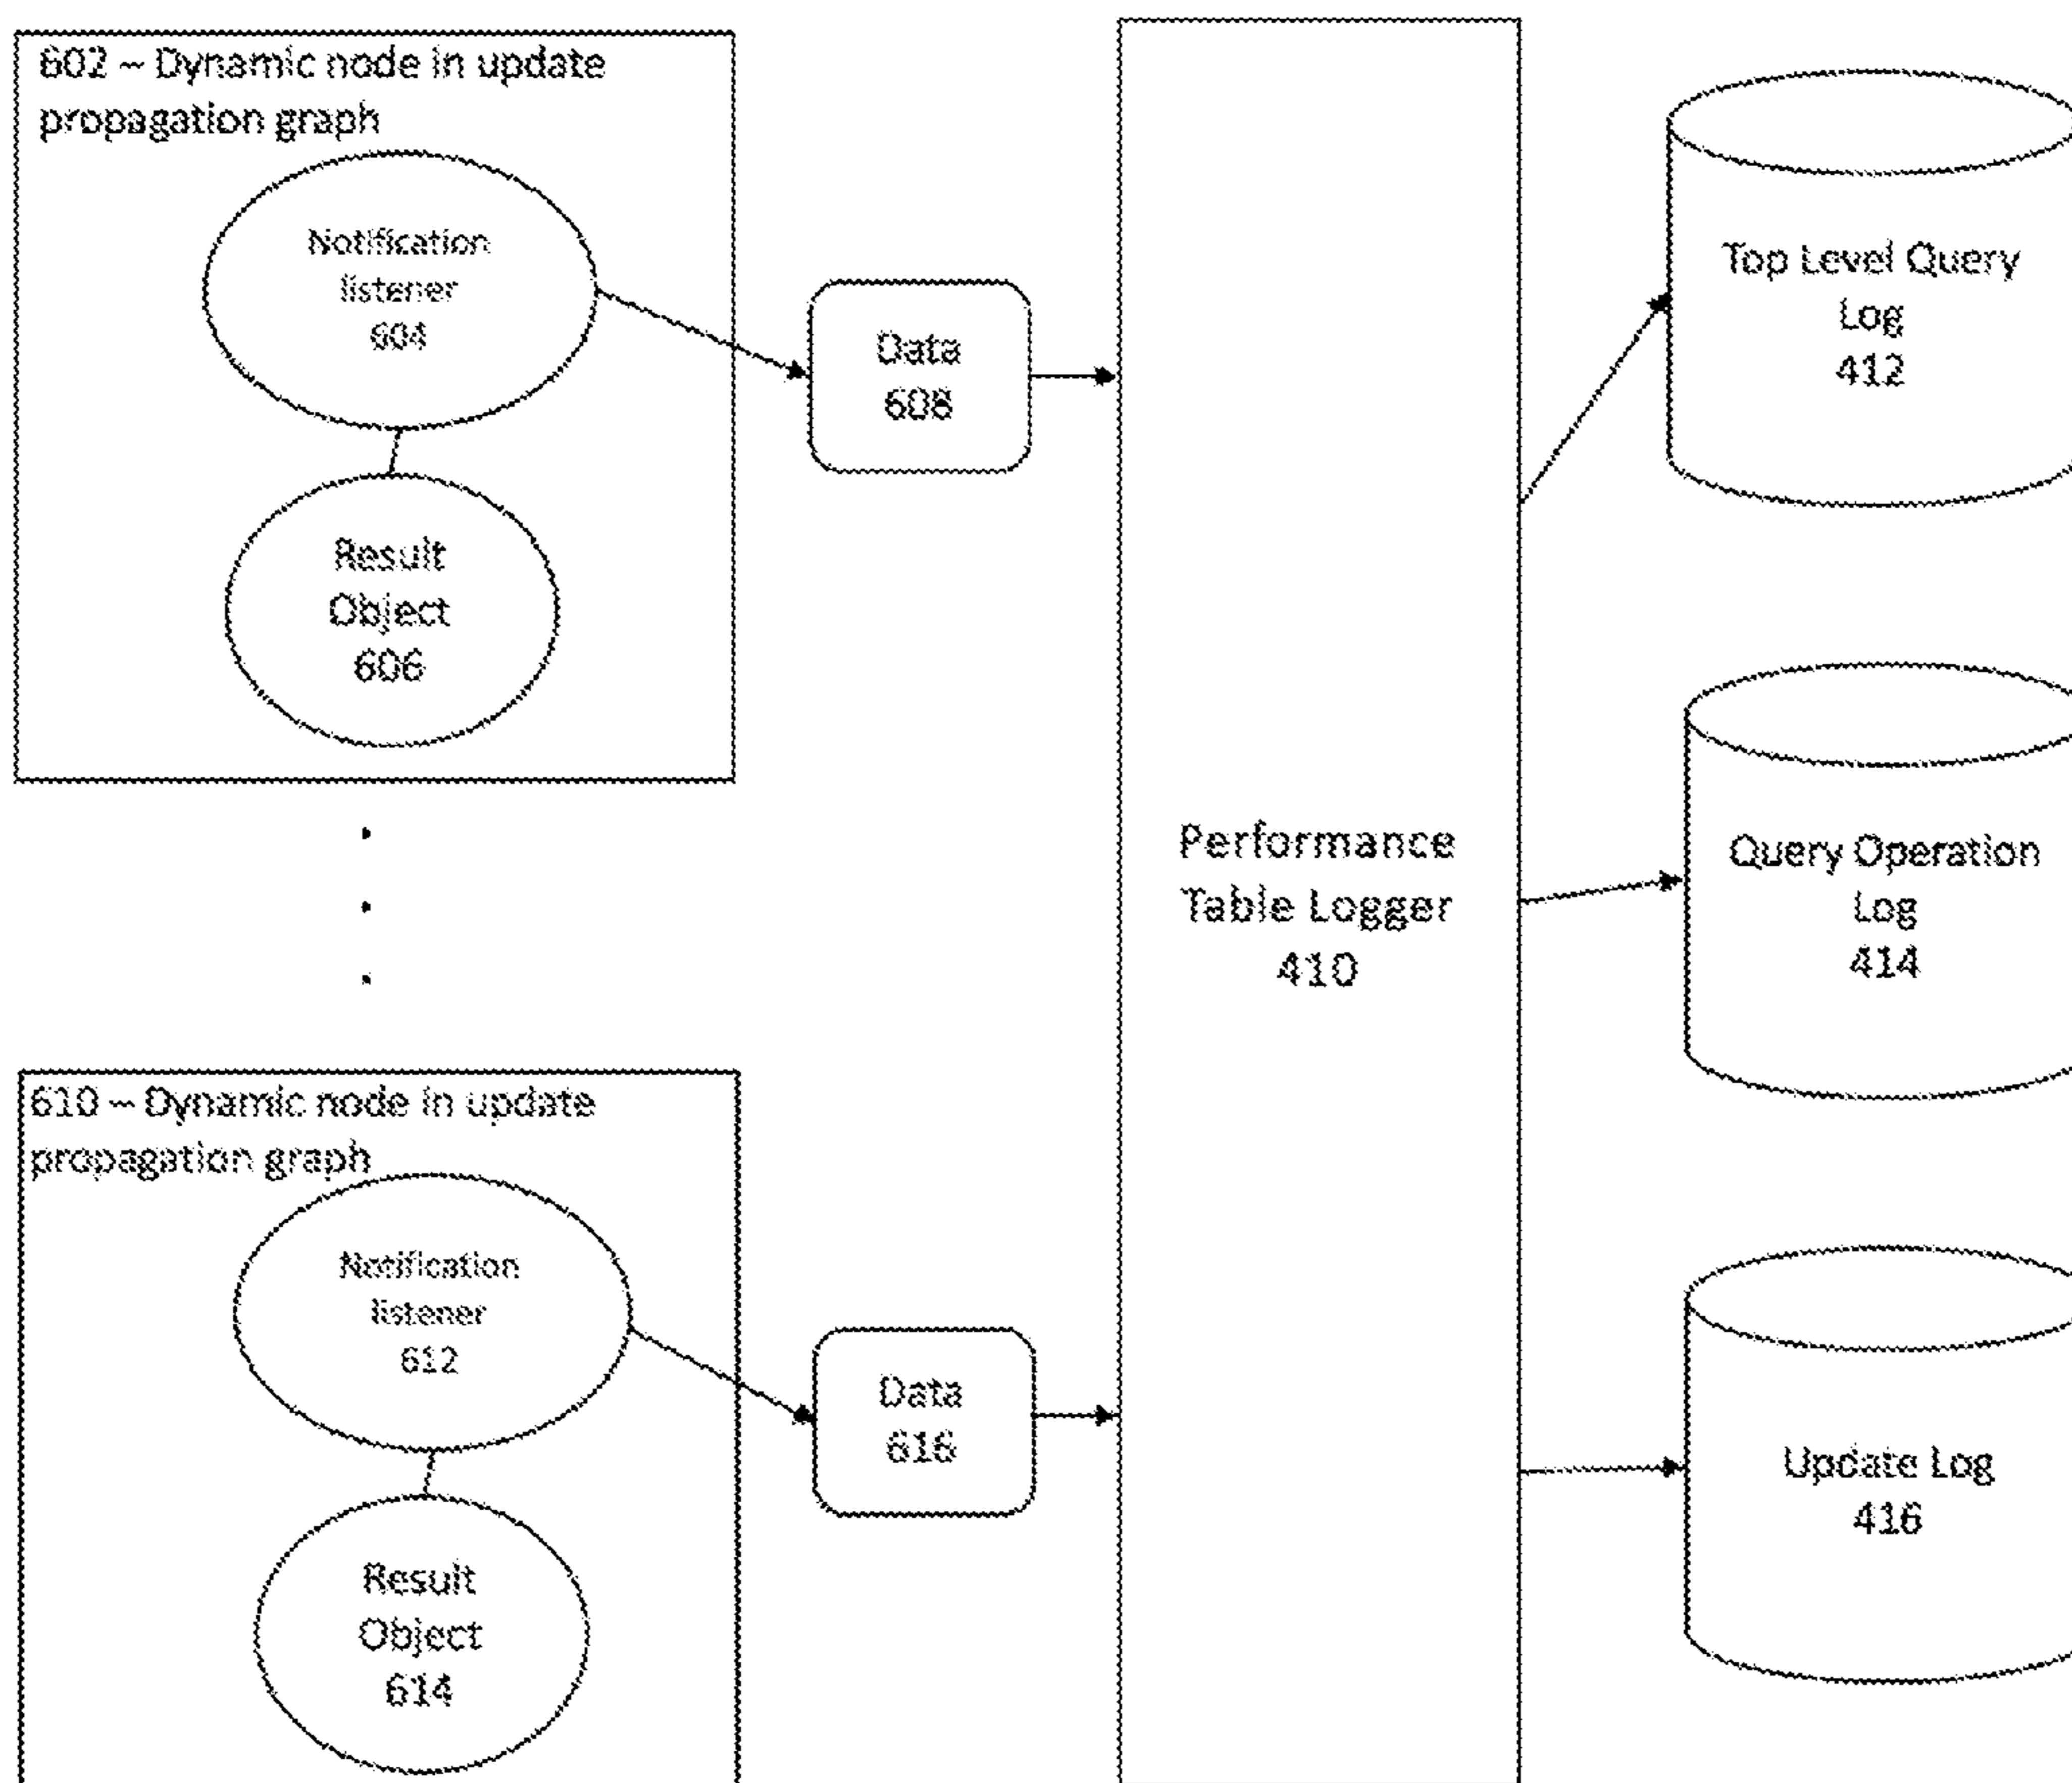 602 – Dynamic node in update
propagation graph
Notification
listener
604
Result
Object
606
Data
608
610 – Dynamic node in update
propagation graph
Notification
listener
612
Result
Object
614
Data
616
Performance
Table Logger
410
Top Level Query
Log
412
Query Operation
Log
414
Update Log
416